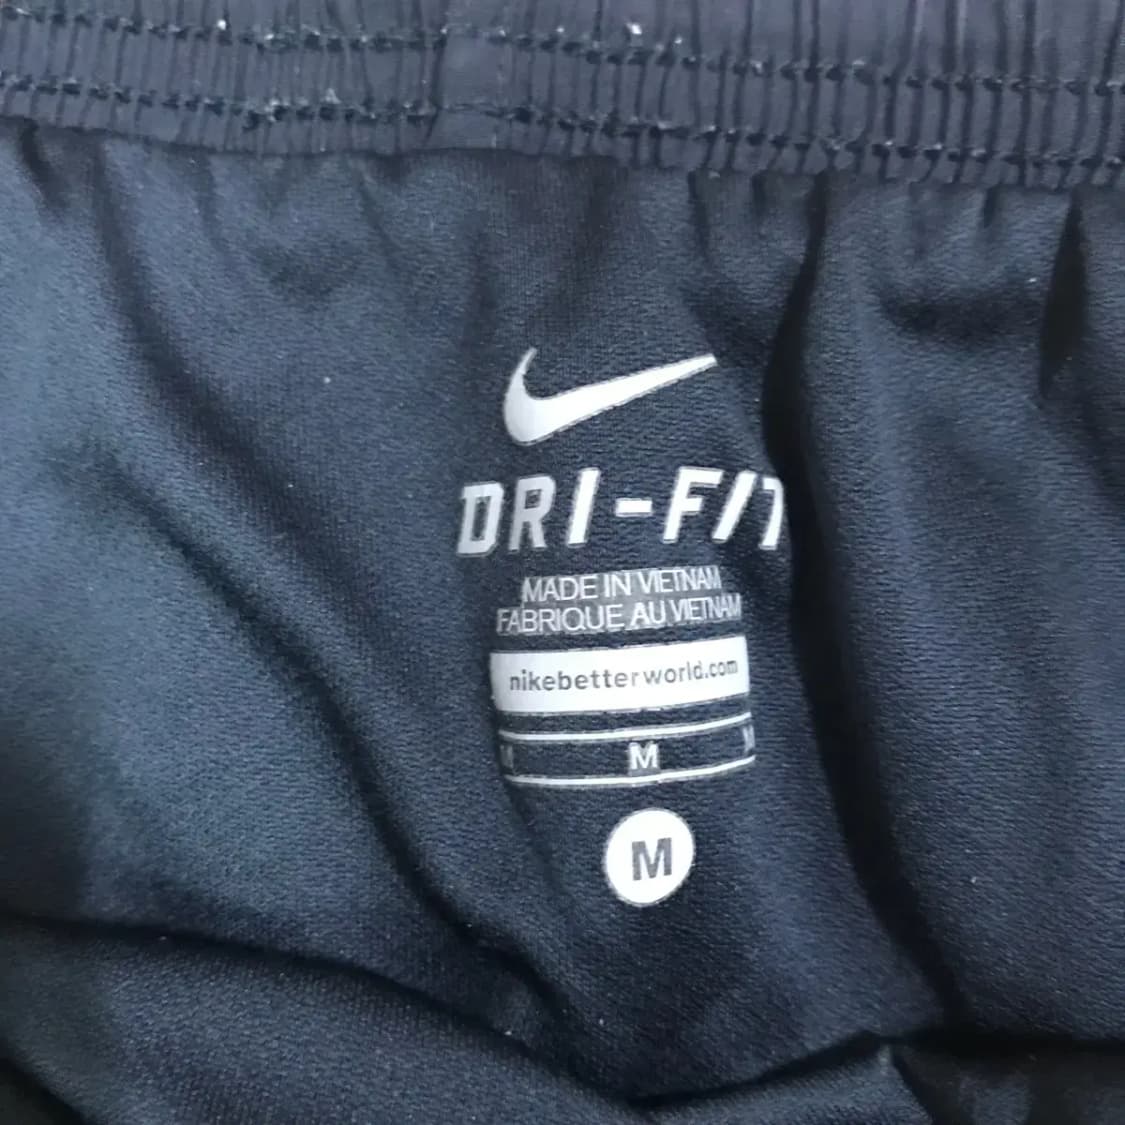 DRI-FIT
MADE IN VIETNAM
FABRIQUE AU VIETNAM
nikebetterworld.com
M M M
M